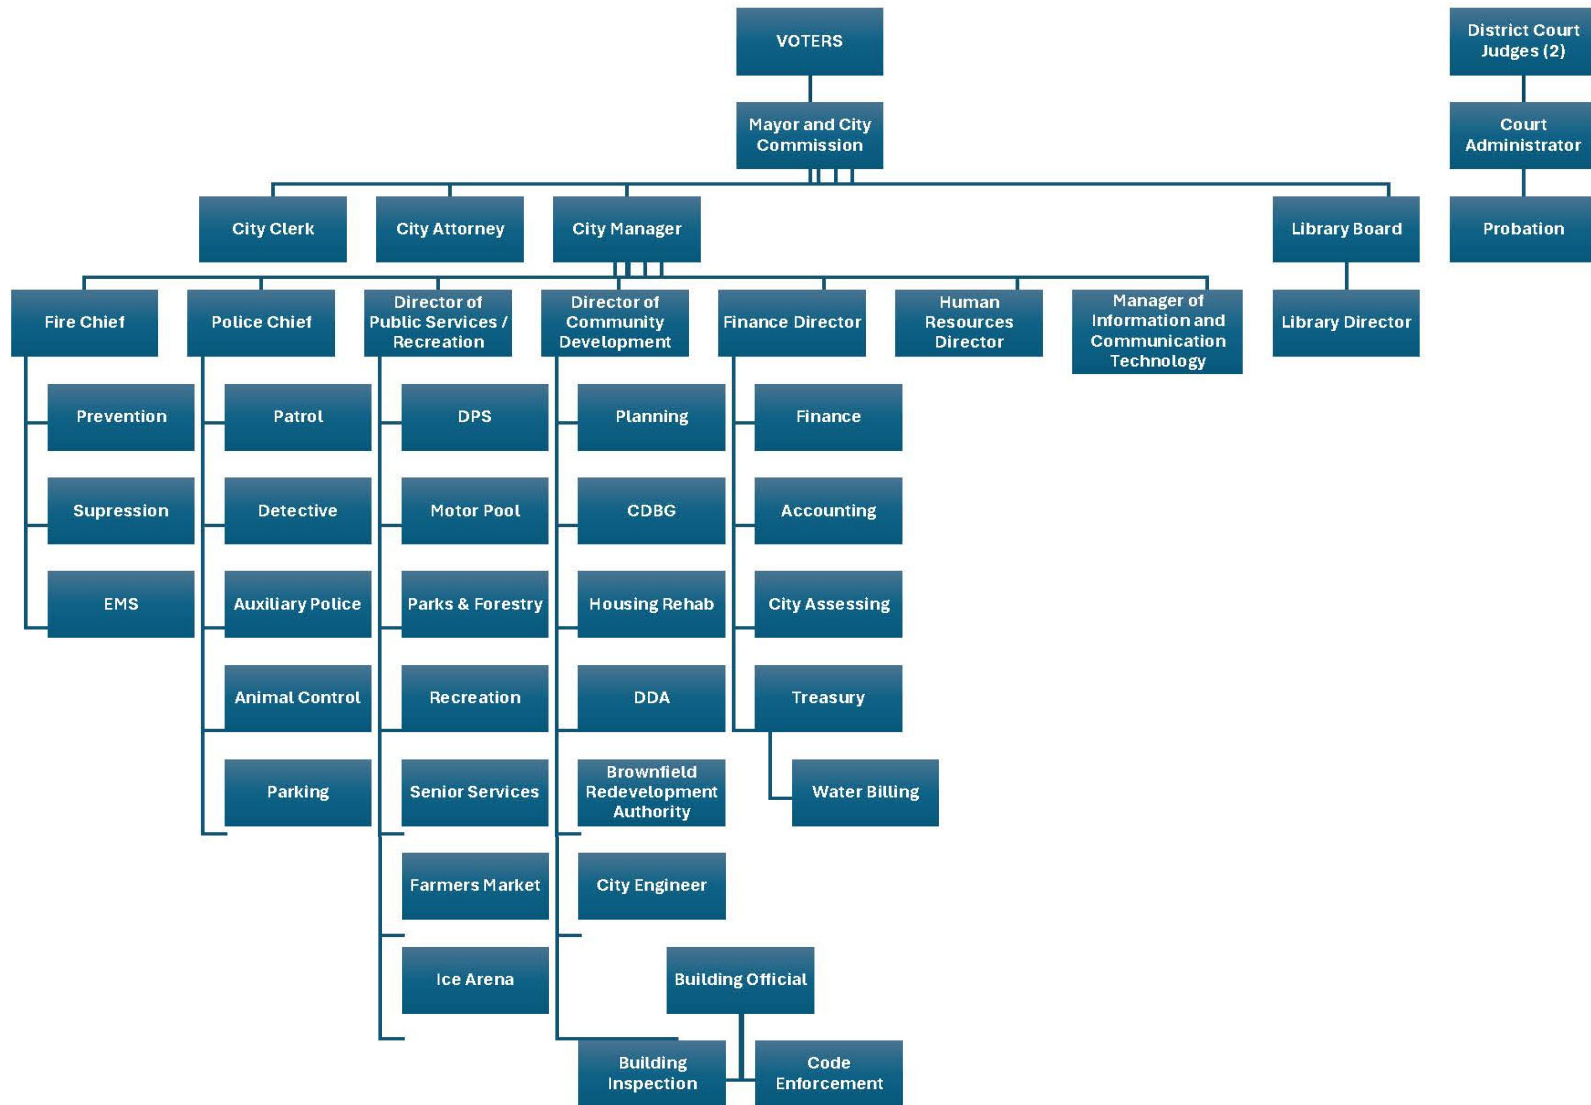 VOTERS
District Court
Judges (2)
Mayor and City
Commission
Court
Administrator
City Clerk
City Attorney
City Manager
Library Board
Probation
Fire Chief
Police Chief
Director of
Public Services /
Recreation
Director of
Community
Development
Finance Director
Human
Resources
Director
Manager of
Information and
Communication
Technology
Library Director
Prevention
Patrol
DPS
Planning
Finance
Supression
Detective
Motor Pool
CDBG
Accounting
EMS
Auxiliary Police
Parks & Forestry
Housing Rehab
City Assessing
Animal Control
Recreation
DDA
Treasury
Parking
Senior Services
Brownfield
Redevelopment
Authority
Water Billing
Farmers Market
City Engineer
Ice Arena
Building Official
Building
Inspection
Code
Enforcement